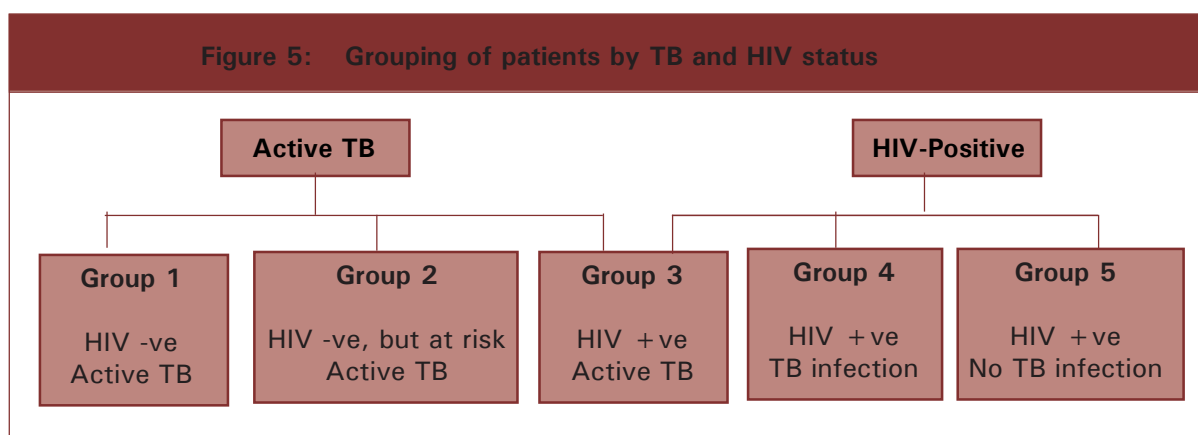 Figure 5: Grouping of patients by TB and HIV status
Active TB
HIV-Positive
Group 1
HIV -ve
Active TB
Group 2
HIV -ve, but at risk
Active TB
Group 3
HIV +ve
Active TB
Group 4
HIV +ve
TB infection
Group 5
HIV +ve
No TB infection